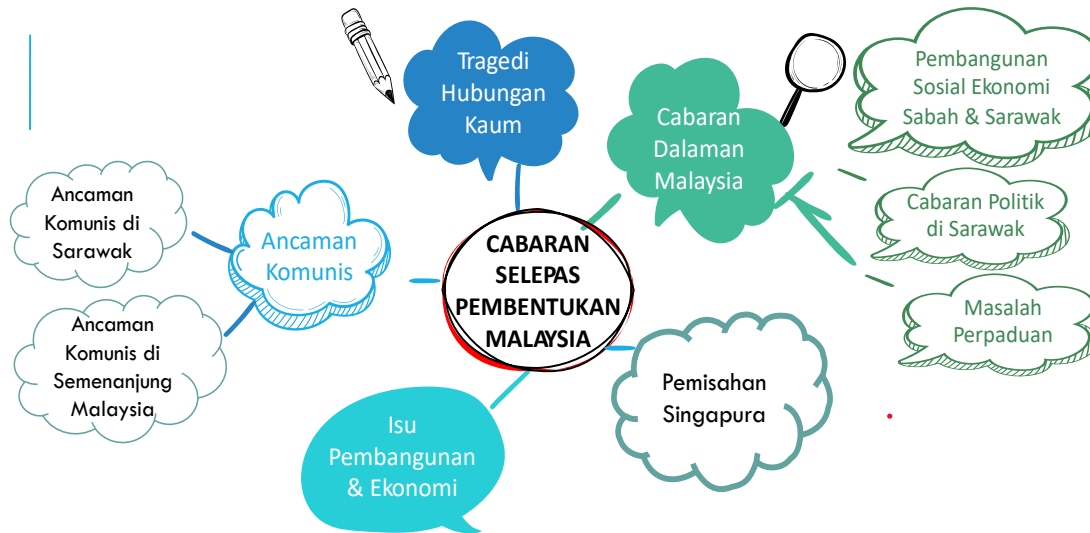 Tragedi
Hubungan
Kaum
Cabaran
Dalaman
Malaysia
Pembangunan
Sosial Ekonomi
Sabah & Sarawak
Cabaran Politik
di Sarawak
Masalah
Perpaduan
Ancaman
Komunis di
Sarawak
Ancaman
Komunis
Ancaman
Komunis di
Semenanjung
Malaysia
CABARAN
SELEPAS
PEMBENTUKAN
MALAYSIA
Pemisahan
Singapura
Isu
Pembangunan
& Ekonomi